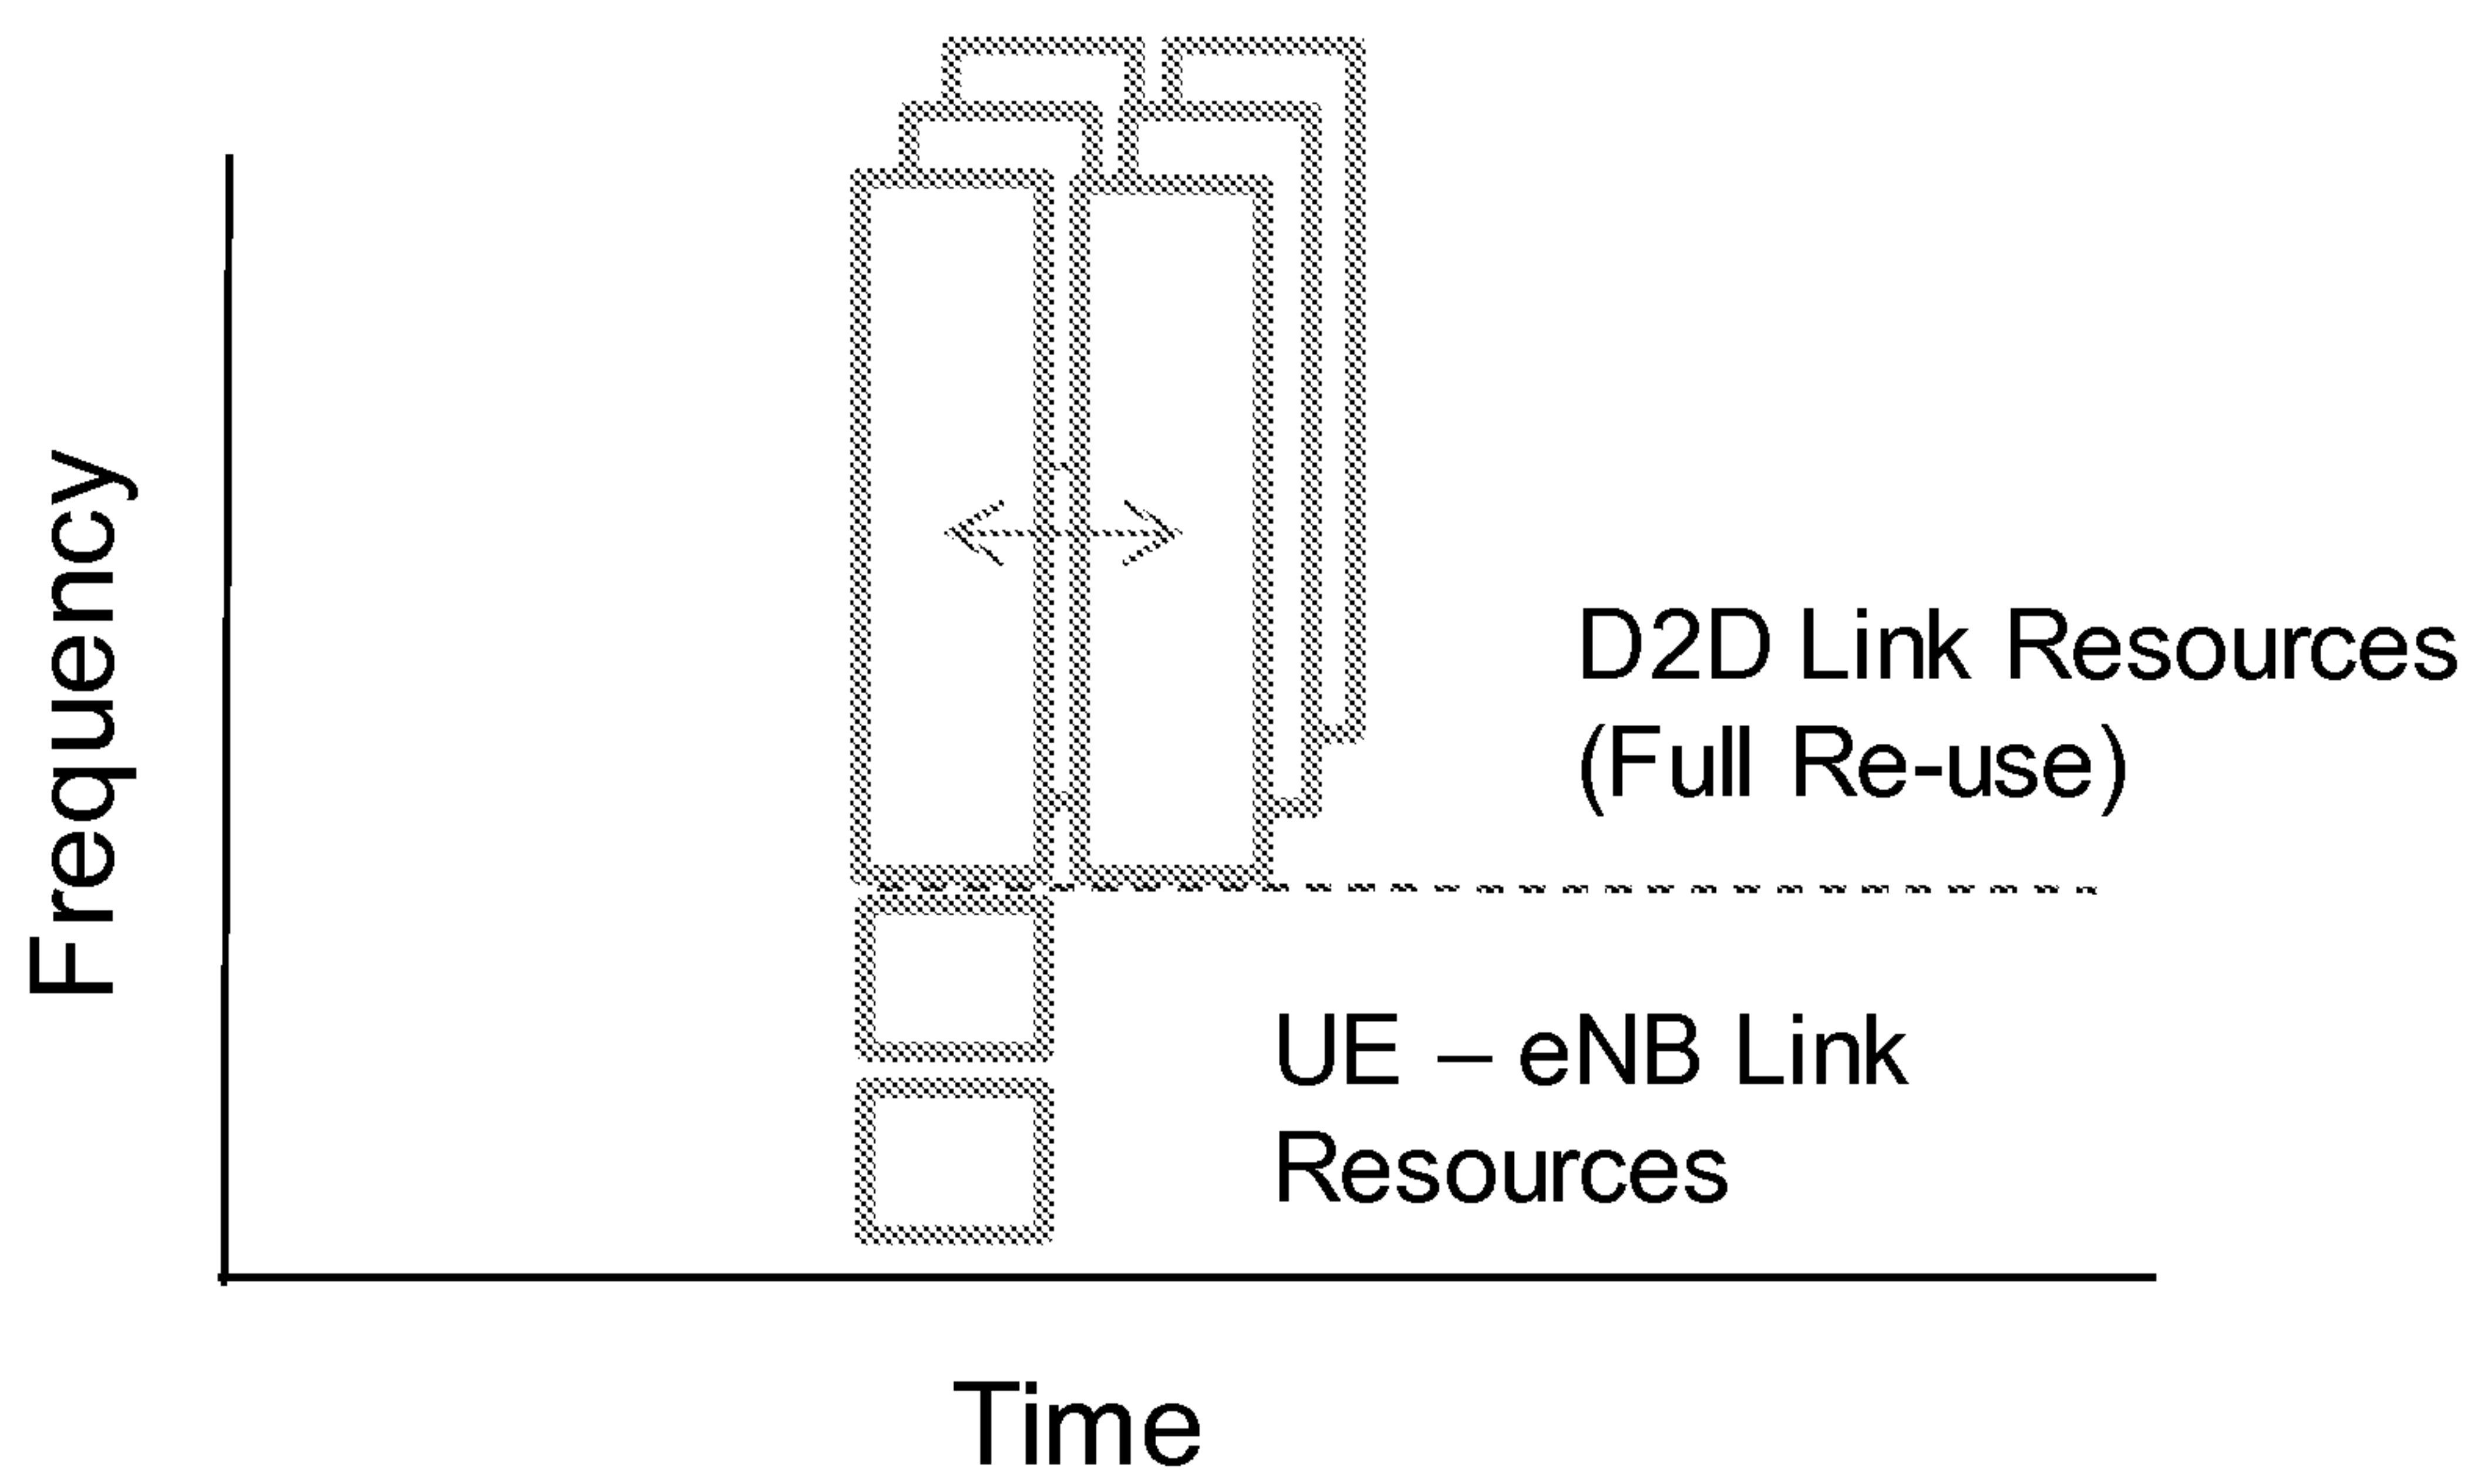 Frequency
D2D Link Resources
(Full Re-use)
UE – eNB Link
Resources
Time